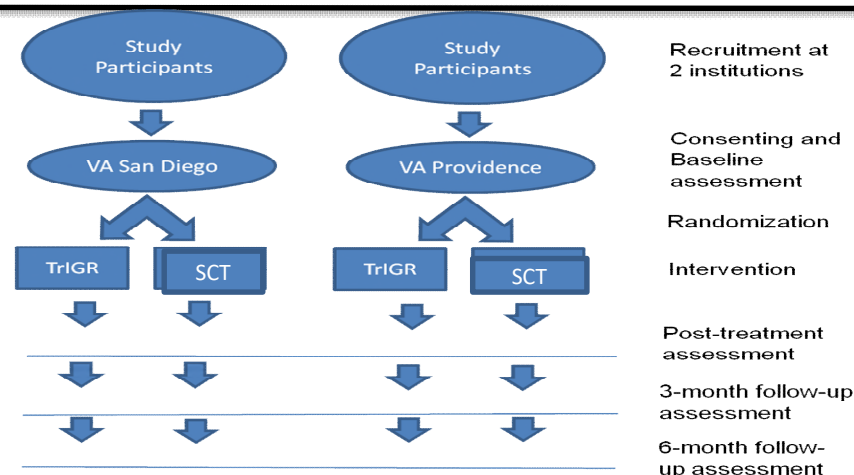 Study
Participants
Study
Participants
Recruitment at
2 institutions
VA San Diego
VA Providence
Consenting and
Baseline
assessment
Randomization
TrIGR
SCT
TrIGR
SCT
Intervention
Post-treatment
assessment
3-month follow-up
assessment
6-month follow-
up assessment